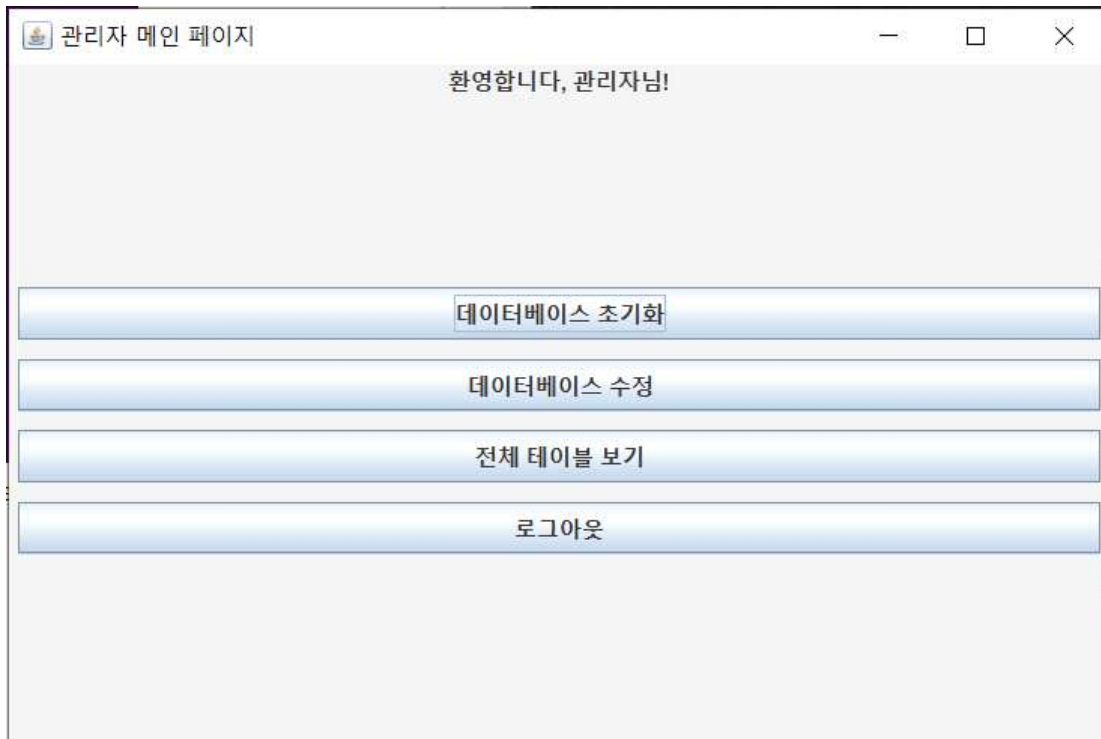 관리자 메인 페이지
환영합니다, 관리자님!
데이터베이스 초기화
데이터베이스 수정
전체 테이블 보기
로그아웃